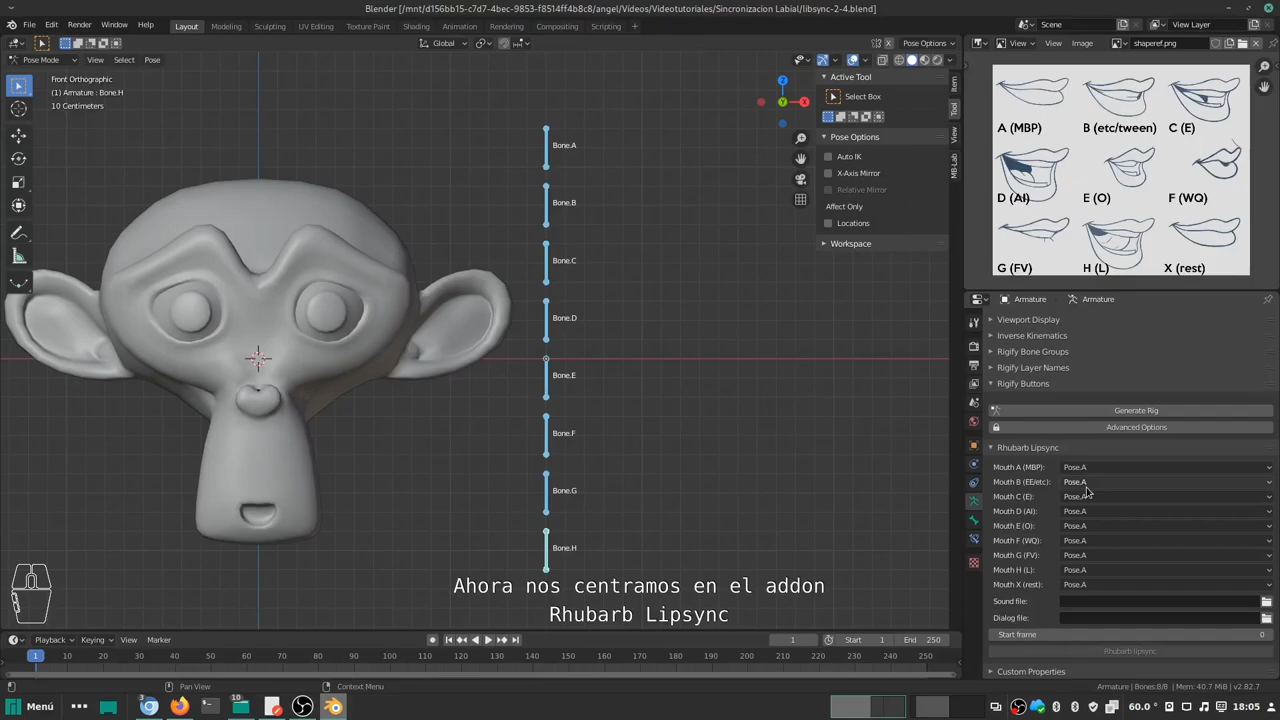 Blender [/mnt/d156bb15-c7d7-4bec-9853-f8514ff4b8c8/angel/Videos/Videotutoriales/Sincronizacion Labial/libsync-2-4.blend]
File Edit Render Window Help Layout Modeling Sculpting UV Editing Texture Paint Shading Animation Rendering Compositing Scripting + Scene View Layer
Global Pose Options View Image shaperef.png
Pose Mode View Select Pose
Front Orthographic
(1) Armature : Bone.H
10 Centimeters
Z
X
Y
Bone.A
Bone.B
Bone.C
Bone.D
Bone.E
Bone.F
Bone.G
Bone.H
Active Tool
Select Box
Pose Options
Auto IK
X-Axis Mirror
Relative Mirror
Affect Only
Locations
Workspace
Item
Tool
View
MB-Lab
A (MBP) B (etc/tween) C (E)
D (AI) E (O) F (WQ)
G (FV) H (L) X (rest)
Armature Armature
Viewport Display
Inverse Kinematics
Rigify Bone Groups
Rigify Layer Names
Rigify Buttons
Generate Rig
Advanced Options
Rhubarb Lipsync
Mouth A (MBP): Pose.A
Mouth B (EE/etc): Pose.A
Mouth C (E): Pose.A
Mouth D (AI): Pose.A
Mouth E (O): Pose.A
Mouth F (WQ): Pose.A
Mouth G (FV): Pose.A
Mouth H (L): Pose.A
Mouth X (rest): Pose.A
Sound file:
Dialog file:
Start frame 0
Rhubarb lipsync
Custom Properties
Ahora nos centramos en el addon
Rhubarb Lipsync
Playback Keying View Marker 1 Start 1 End 250
1 10 20 30 40 50 60 70 80 90 100 110 120 130 140 150 160 170 180 190 200 210 220 230 240 250
Pan View Context Menu Armature | Bones:8/8 | Mem: 40.7 MiB | v2.82.7
Menú 3 10 60.0 ° 18:05